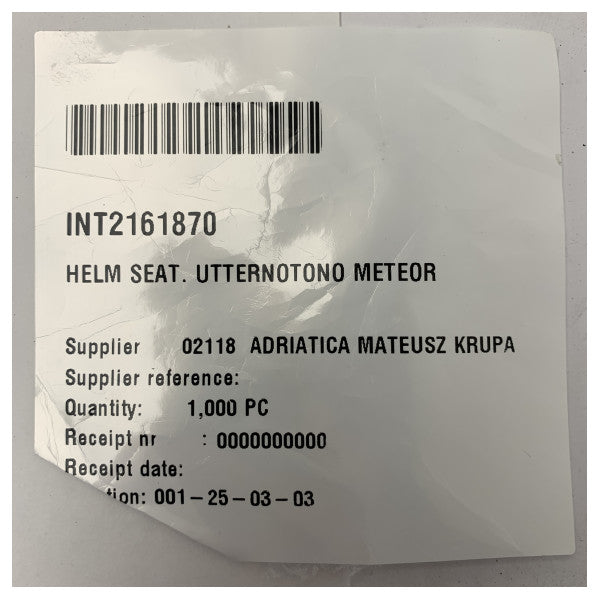 INT2161870
HELM SEAT. UTTERNOTONO METEOR
Supplier 02118 ADRIATICA MATEUSZ KRUPA
Supplier reference:
Quantity: 1,000 PC
Receipt nr : 0000000000
Receipt date:
tion: 001-25-03-03